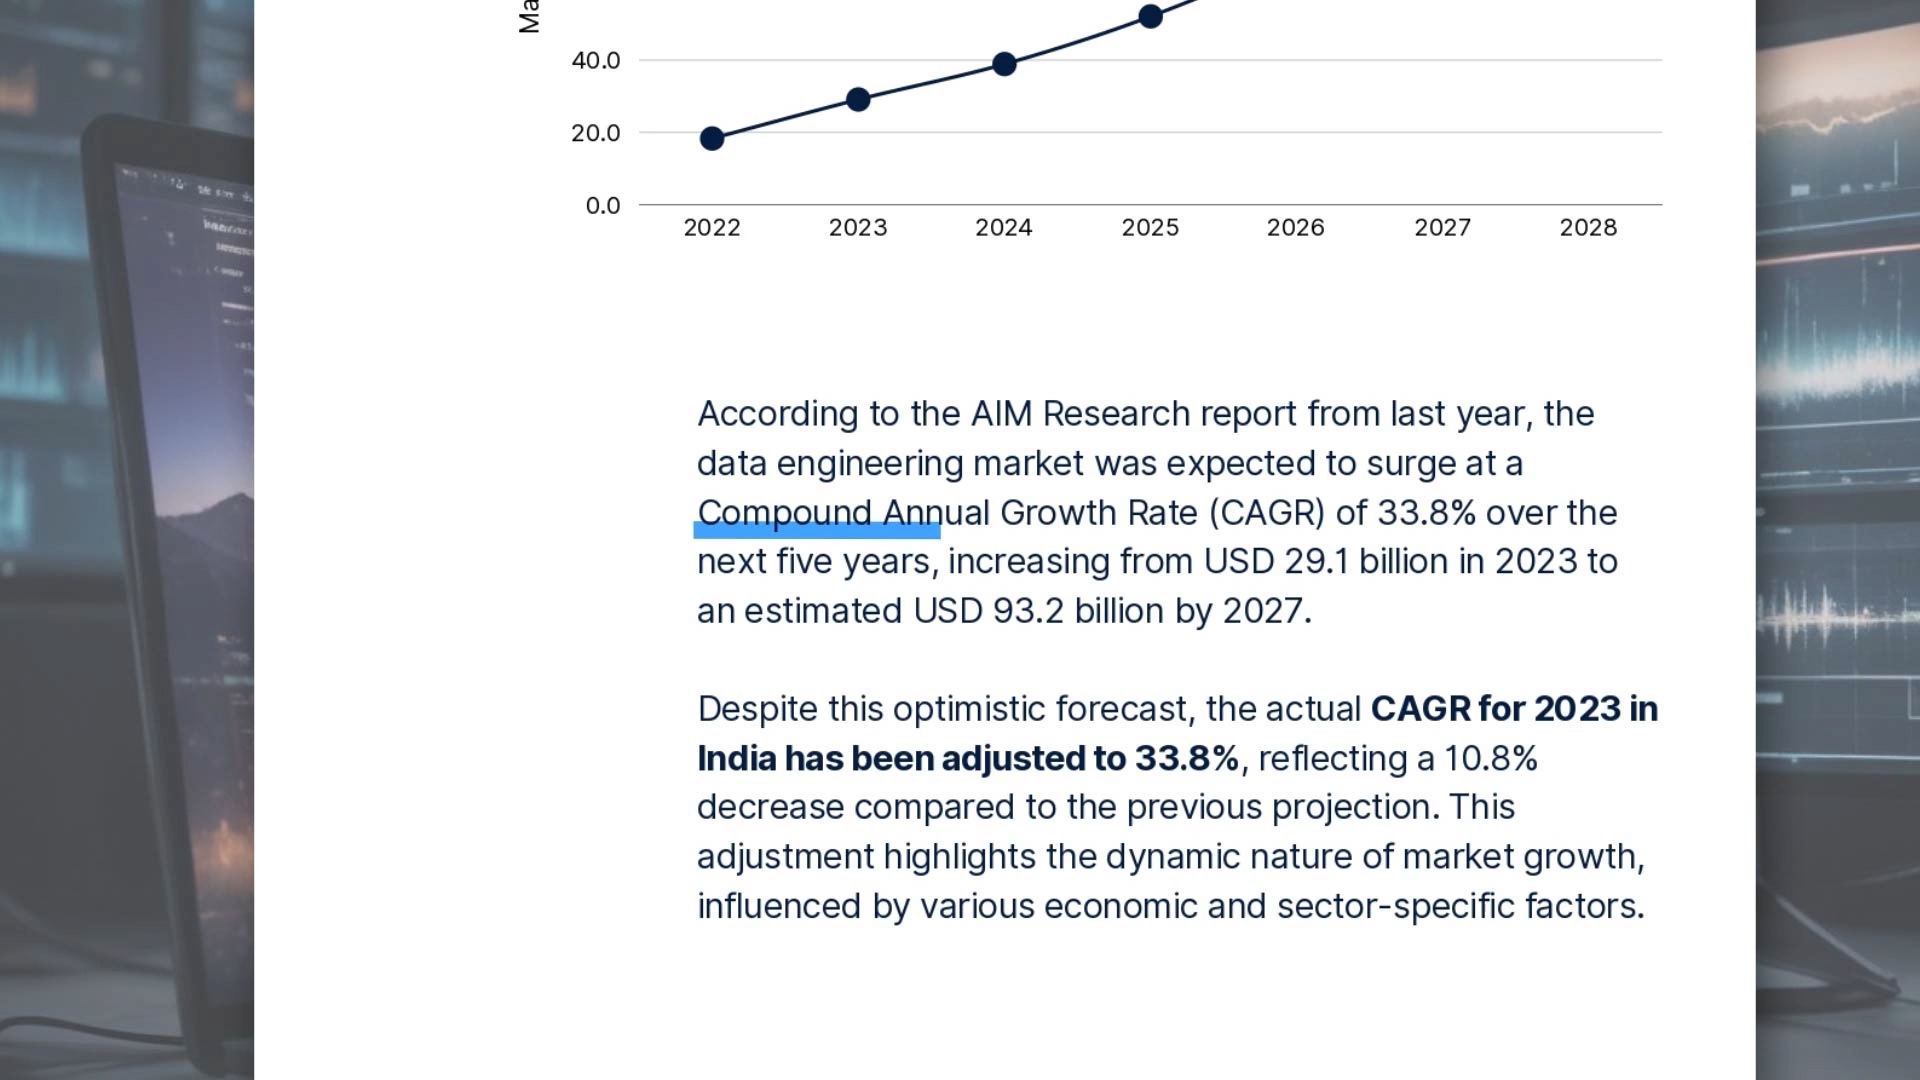 Ma
40.0
20.0
0.0
2022 2023 2024 2025 2026 2027 2028
According to the AIM Research report from last year, the
data engineering market was expected to surge at a
Compound Annual Growth Rate (CAGR) of 33.8% over the
next five years, increasing from USD 29.1 billion in 2023 to
an estimated USD 93.2 billion by 2027.
Despite this optimistic forecast, the actual CAGR for 2023 in
India has been adjusted to 33.8%, reflecting a 10.8%
decrease compared to the previous projection. This
adjustment highlights the dynamic nature of market growth,
influenced by various economic and sector-specific factors.